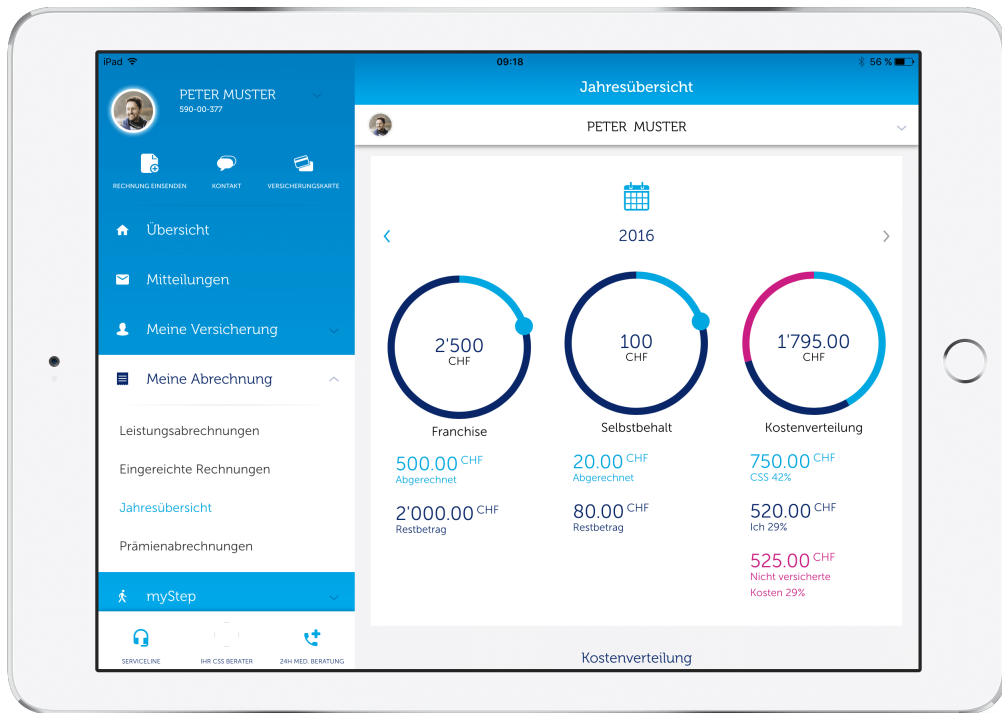 iPad
09:18
56 %
PETER MUSTER
590-00-377
RECHNUNG EINSENDEN
KONTAKT
VERSICHERUNGSKARTE
Übersicht
Mitteilungen
Meine Versicherung
Meine Abrechnung
Leistungsabrechnungen
Eingereichte Rechnungen
Jahresübersicht
Prämienabrechnungen
myStep
SERVICELINE
IHR CSS BERATER
24H MED. BERATUNG
Jahresübersicht
PETER MUSTER
2016
2'500
CHF
Franchise
500.00 CHF
Abgerechnet
2'000.00 CHF
Restbetrag
100
CHF
Selbstbehalt
20.00 CHF
Abgerechnet
80.00 CHF
Restbetrag
1'795.00
CHF
Kostenverteilung
750.00 CHF
CSS 42%
520.00 CHF
Ich 29%
525.00 CHF
Nicht versicherte
Kosten 29%
Kostenverteilung